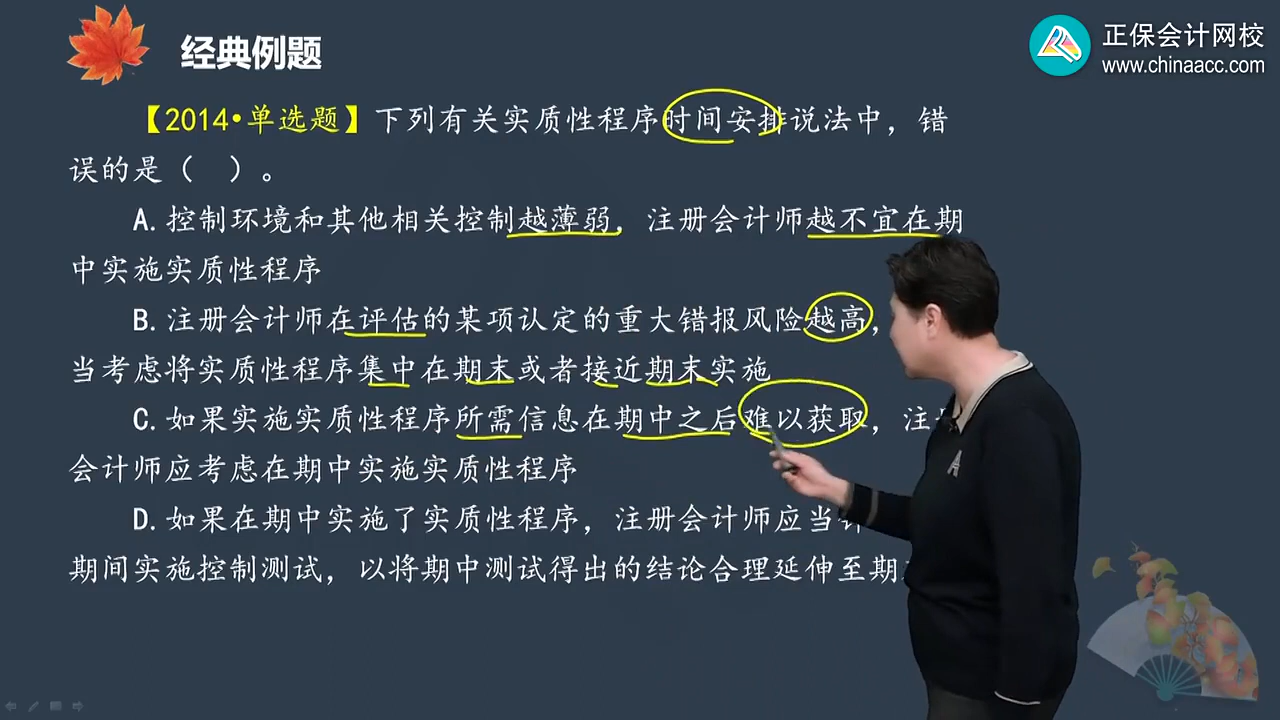 经典例题
正保会计网校
www.chinaacc.com
【2014•单选题】下列有关实质性程序时间安排说法中，错
误的是（ ）。
A.控制环境和其他相关控制越薄弱，注册会计师越不宜在期
中实施实质性程序
B.注册会计师在评估的某项认定的重大错报风险越高，
当考虑将实质性程序集中在期末或者接近期末实施
C.如果实施实质性程序所需信息在期中之后难以获取，注
会计师应考虑在期中实施实质性程序
D.如果在期中实施了实质性程序，注册会计师应当
期间实施控制测试，以将期中测试得出的结论合理延伸至期
A